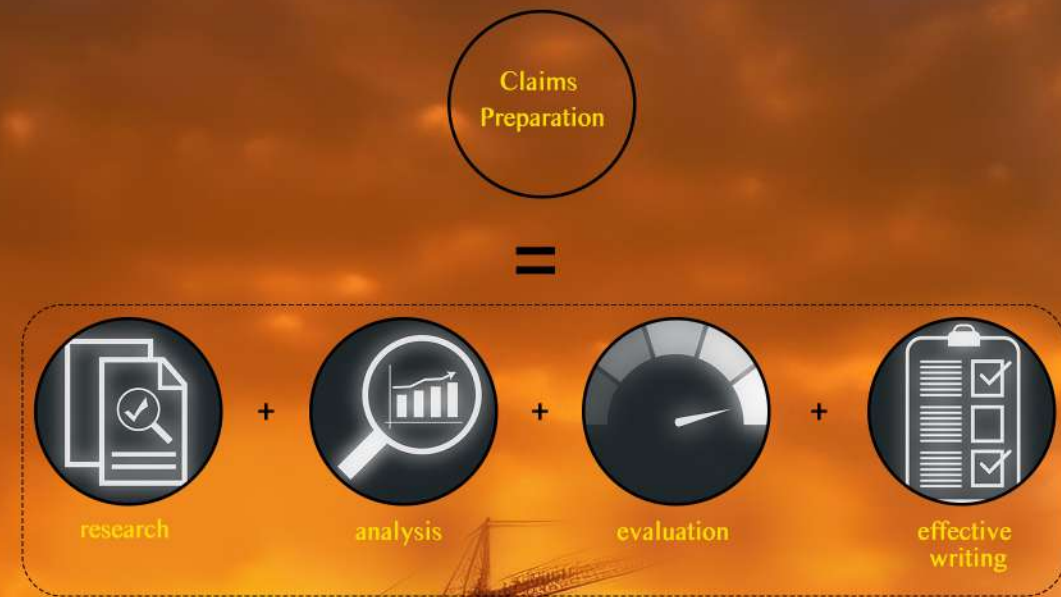 Claims
Preparation
=
+
+
+
research
analysis
evaluation
effective
writing